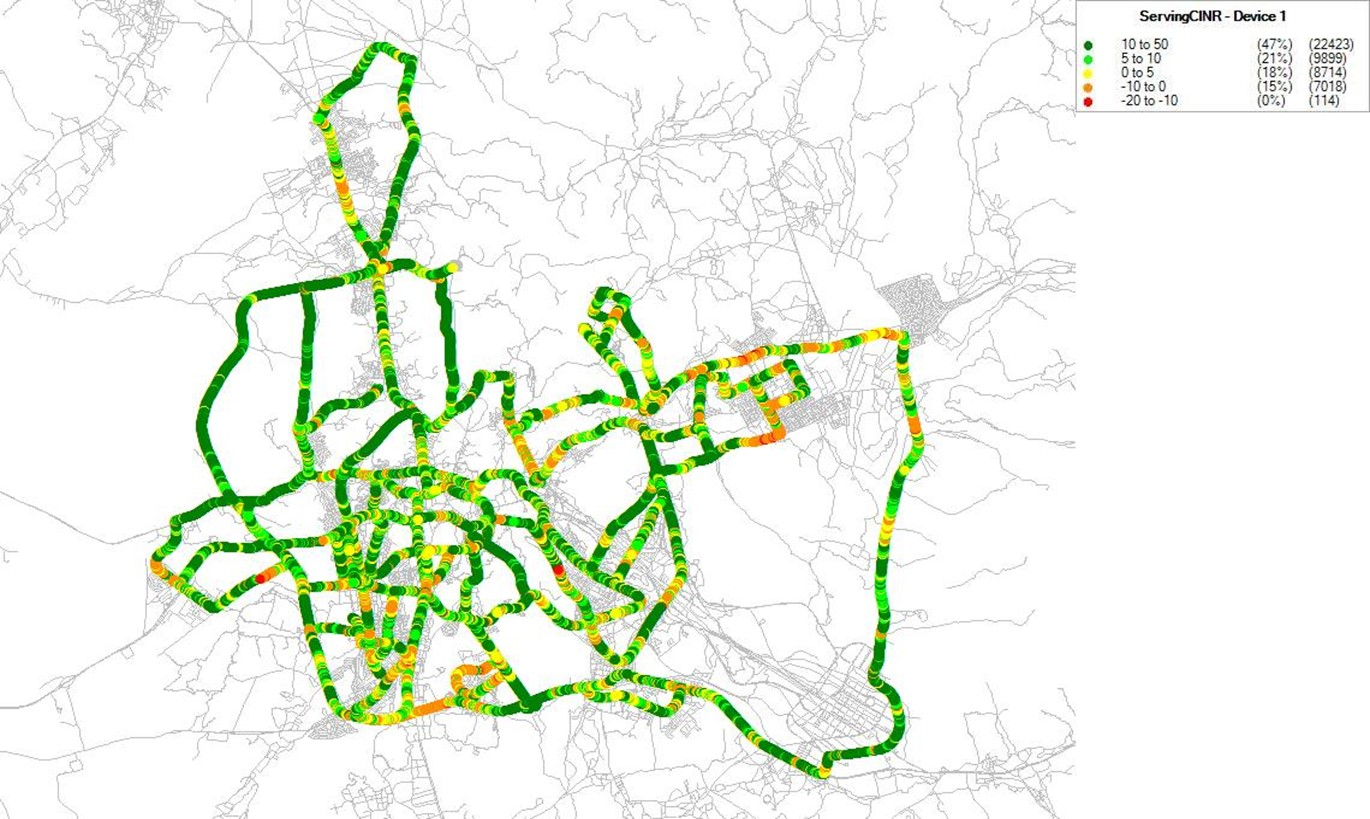 ServingCINR - Device 1
10 to 50 (47%) (22423)
5 to 10 (21%) (9899)
0 to 5 (18%) (8714)
-10 to 0 (15%) (7018)
-20 to -10 (0%) (114)